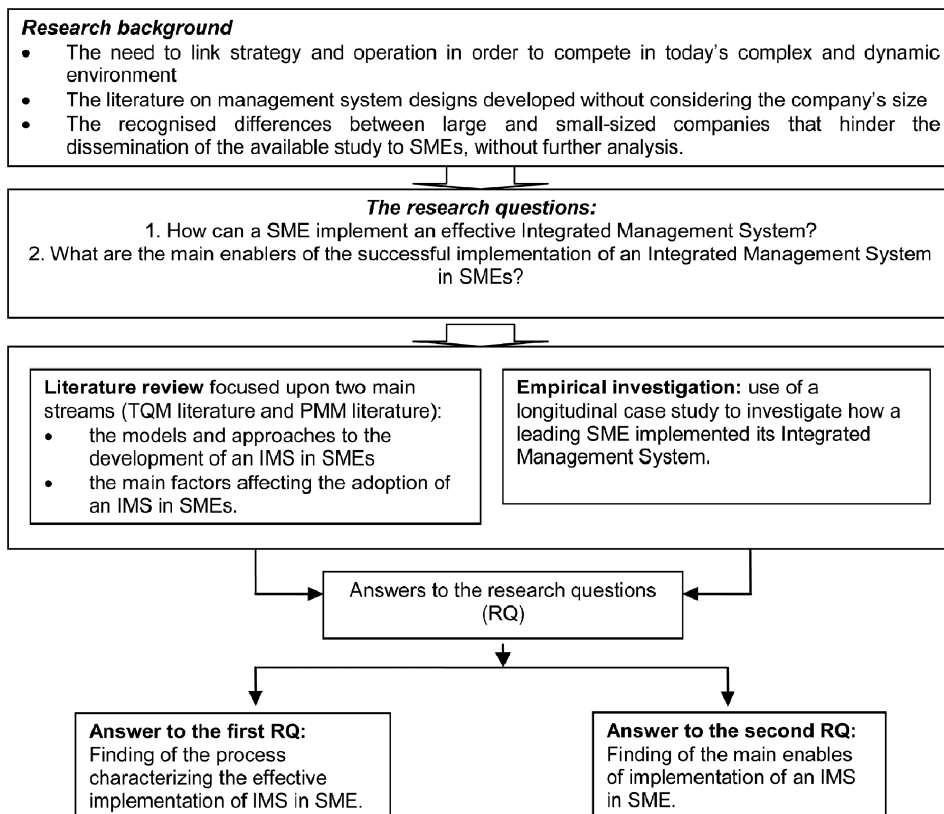 Research background
• The need to link strategy and operation in order to compete in today's complex and dynamic
environment
• The literature on management system designs developed without considering the company's size
• The recognised differences between large and small-sized companies that hinder the
dissemination of the available study to SMEs, without further analysis.
The research questions:
1. How can a SME implement an effective Integrated Management System?
2. What are the main enablers of the successful implementation of an Integrated Management System
in SMEs?
Literature review focused upon two main
streams (TQM literature and PMM literature):
• the models and approaches to the
development of an IMS in SMEs
• the main factors affecting the adoption of
an IMS in SMEs.
Empirical investigation: use of a
longitudinal case study to investigate how a
leading SME implemented its Integrated
Management System.
Answers to the research questions
(RQ)
Answer to the first RQ:
Finding of the process
characterizing the effective
implementation of IMS in SME.
Answer to the second RQ:
Finding of the main enables
of implementation of an IMS
in SME.